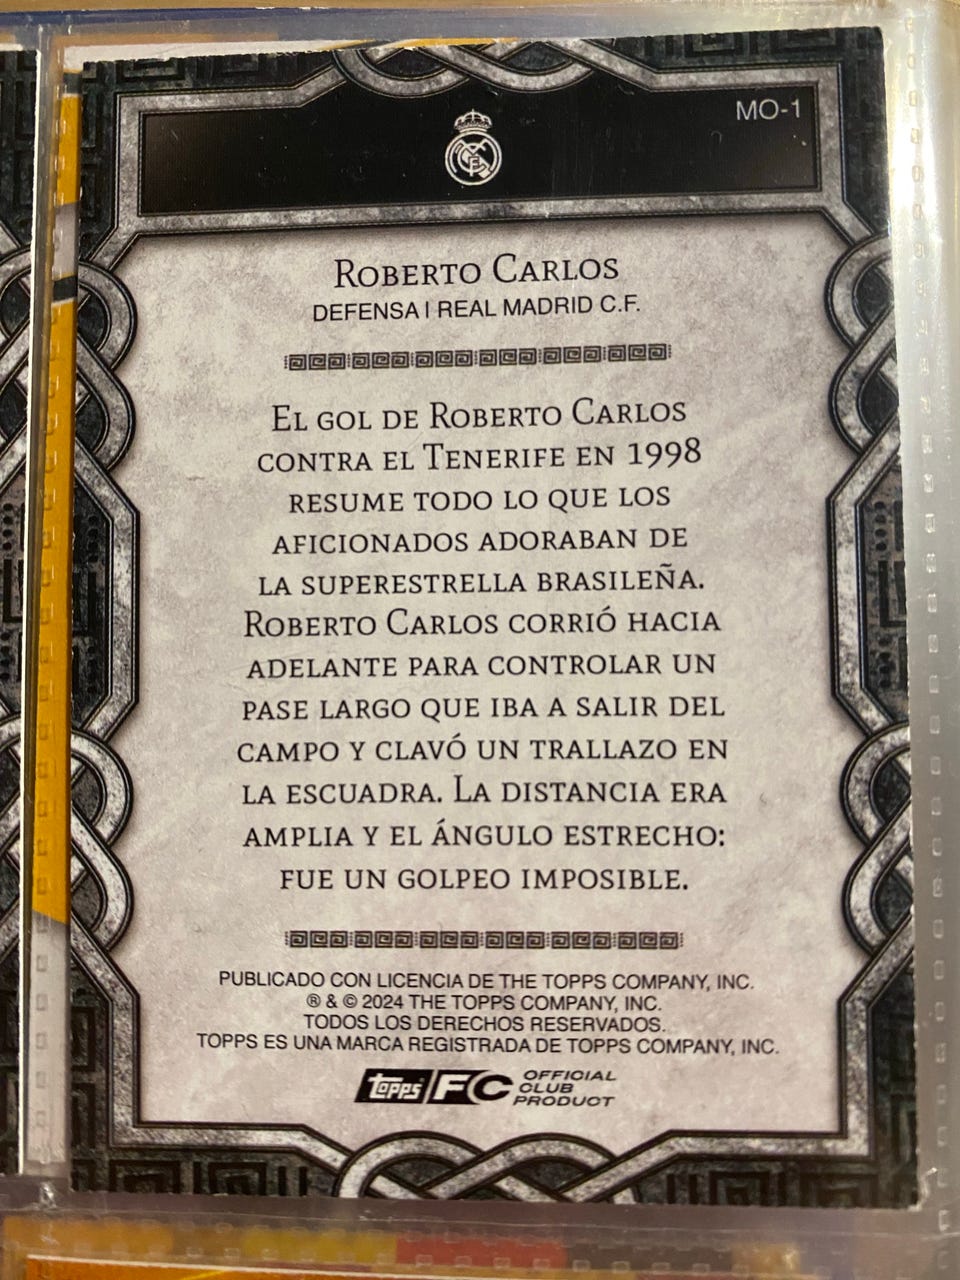 MO-1
Roberto Carlos
DEFENSA | REAL MADRID C.F.
El gol de Roberto Carlos
contra el Tenerife en 1998
resume todo lo que los
aficionados adoraban de
la superestrella brasileña.
Roberto Carlos corrió hacia
adelante para controlar un
pase largo que iba a salir del
campo y clavó un trallazo en
la escuadra. La distancia era
amplia y el ángulo estrecho:
fue un golpeo imposible.
PUBLICADO CON LICENCIA DE THE TOPPS COMPANY, INC.
® & © 2024 THE TOPPS COMPANY, INC.
TODOS LOS DERECHOS RESERVADOS.
TOPPS ES UNA MARCA REGISTRADA DE TOPPS COMPANY, INC.
topps FC OFFICIAL
CLUB
PRODUCT